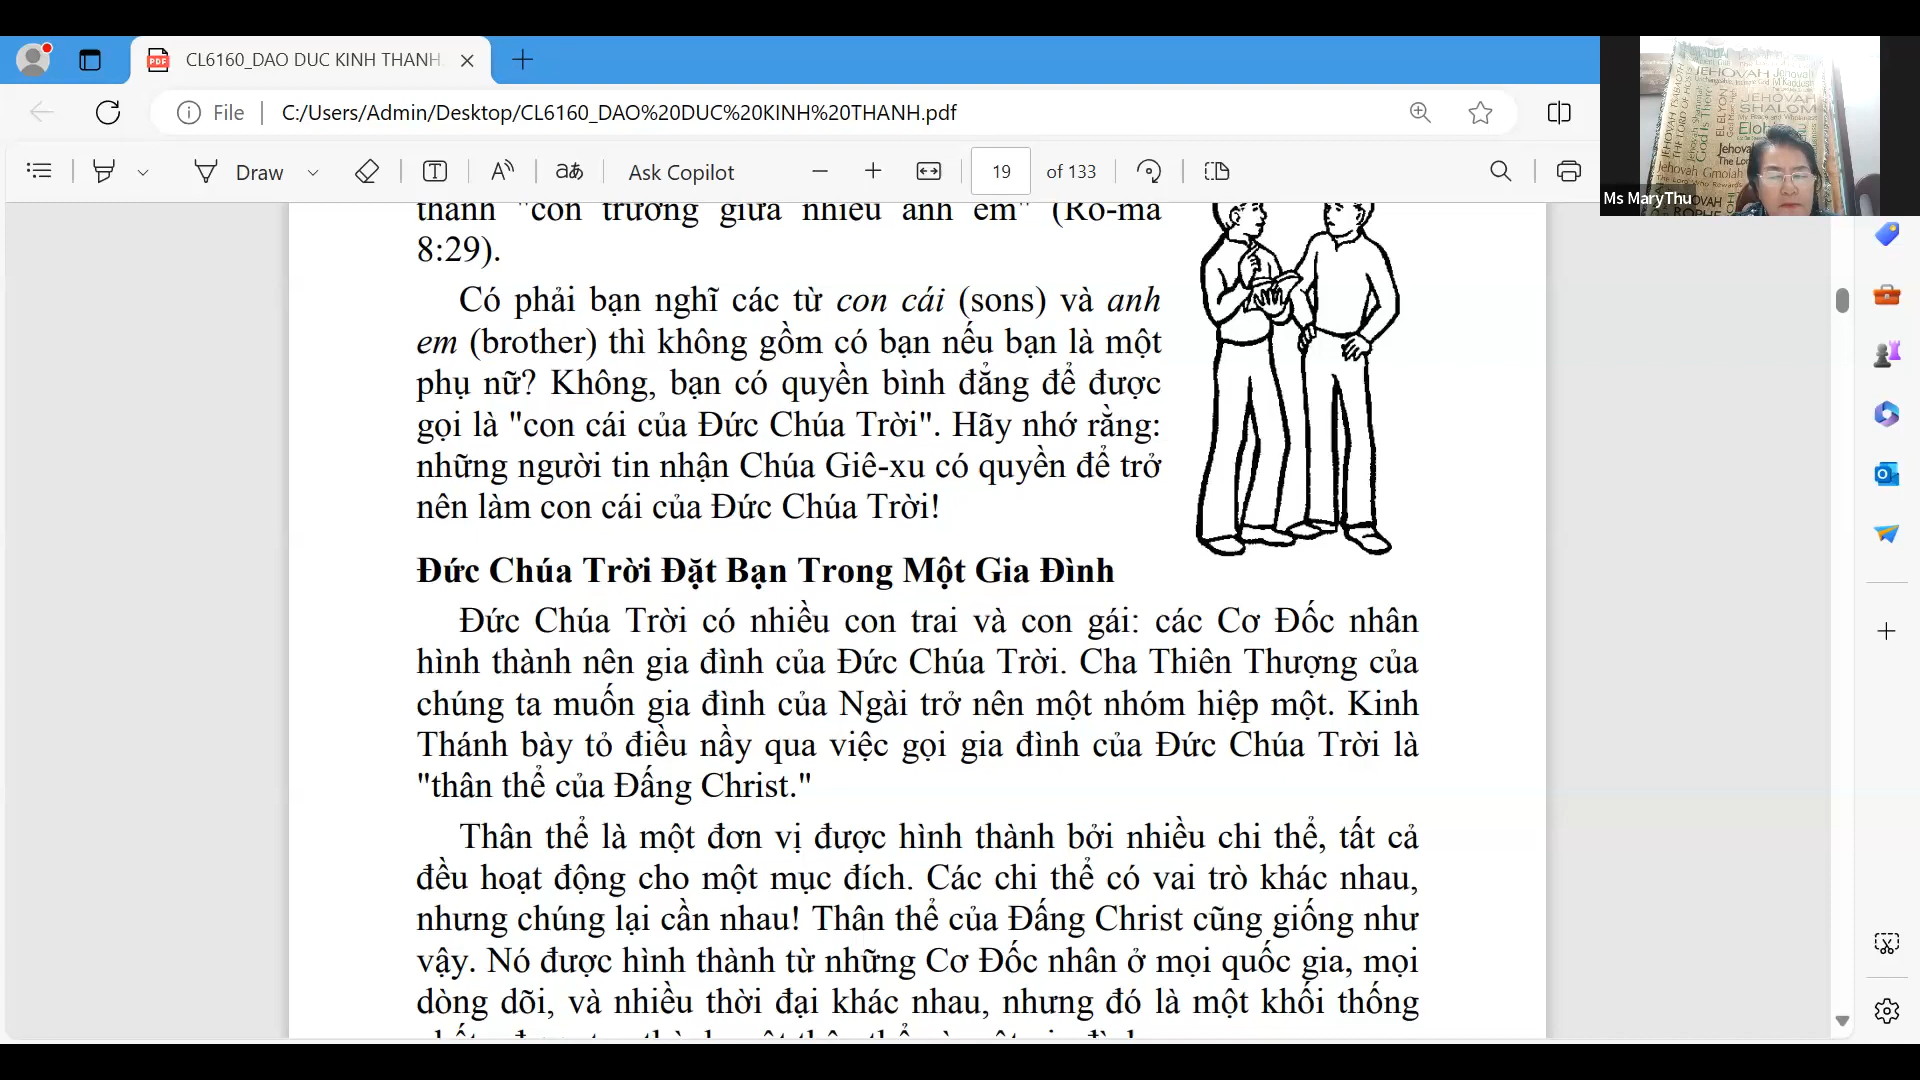 CL6160_DAO DUC KINH THANH
File
C:/Users/Admin/Desktop/CL6160_DAO%20DUC%20KINH%20THANH.pdf
Draw
Ask Copilot
19 of 133
Ms MaryThu
thành "con trưởng giữa nhiều anh em" (Rô-ma
8:29).
Có phải bạn nghĩ các từ con cái (sons) và anh
em (brother) thì không gồm có bạn nếu bạn là một
phụ nữ? Không, bạn có quyền bình đẳng để được
gọi là "con cái của Đức Chúa Trời". Hãy nhớ rằng:
những người tin nhận Chúa Giê-xu có quyền để trở
nên làm con cái của Đức Chúa Trời!
Đức Chúa Trời Đặt Bạn Trong Một Gia Đình
Đức Chúa Trời có nhiều con trai và con gái: các Cơ Đốc nhân
hình thành nên gia đình của Đức Chúa Trời. Cha Thiên Thượng của
chúng ta muốn gia đình của Ngài trở nên một nhóm hiệp một. Kinh
Thánh bày tỏ điều nầy qua việc gọi gia đình của Đức Chúa Trời là
"thân thể của Đấng Christ."
Thân thể là một đơn vị được hình thành bởi nhiều chi thể, tất cả
đều hoạt động cho một mục đích. Các chi thể có vai trò khác nhau,
nhưng chúng lại cần nhau! Thân thể của Đấng Christ cũng giống như
vậy. Nó được hình thành từ những Cơ Đốc nhân ở mọi quốc gia, mọi
dòng dõi, và nhiều thời đại khác nhau, nhưng đó là một khối thống